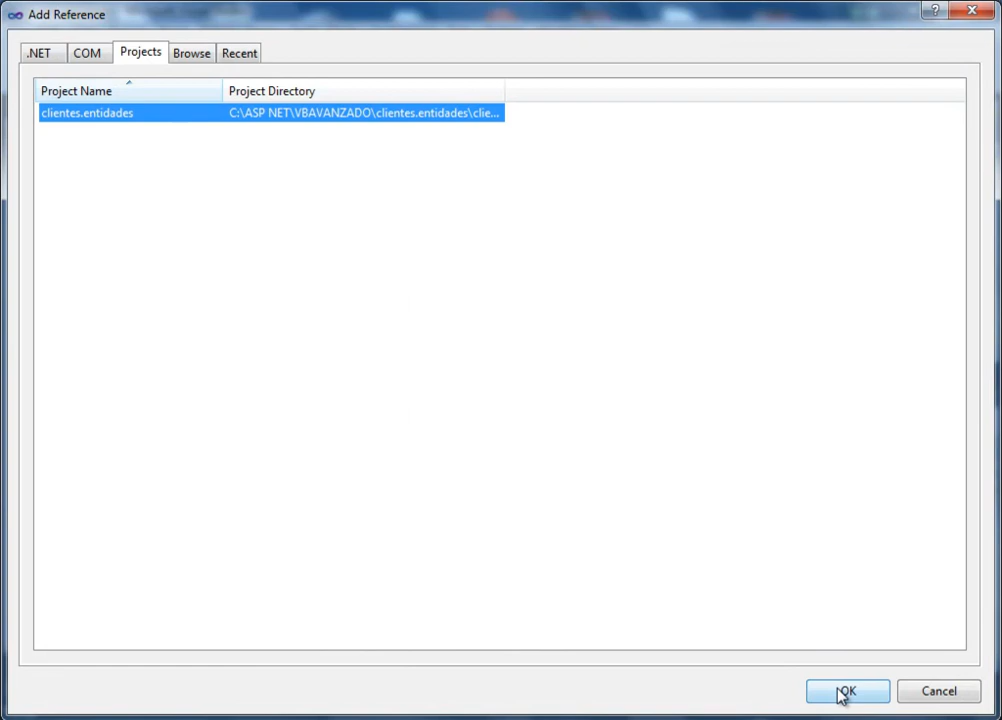 Add Reference
.NET COM Projects Browse Recent
Project Name Project Directory
clientes.entidades C:\ASP NET\VBAVANZADO\clientes.entidades\clie...
OK Cancel